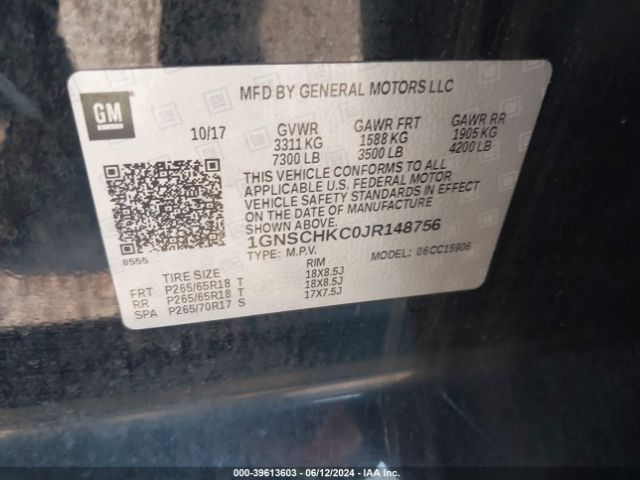 GM
MFD BY GENERAL MOTORS LLC
10/17 GVWR GAWR FRT GAWR RR
3311 KG 1588 KG 1905 KG
7300 LB 3500 LB 4200 LB
THIS VEHICLE CONFORMS TO ALL
APPLICABLE U.S. FEDERAL MOTOR
VEHICLE SAFETY STANDARDS IN EFFECT
ON THE DATE OF MANUFACTURE
SHOWN ABOVE.
1GNSCHKC0JR148756
TYPE: M.P.V. MODEL: 06CC15906
8555
TIRE SIZE RIM
FRT P265/65R18 T 18X8.5J
RR P265/65R18 T 18X8.5J
SPA P265/70R17 S 17X7.5J
000-39613603 - 06/12/2024 - IAAI.COM